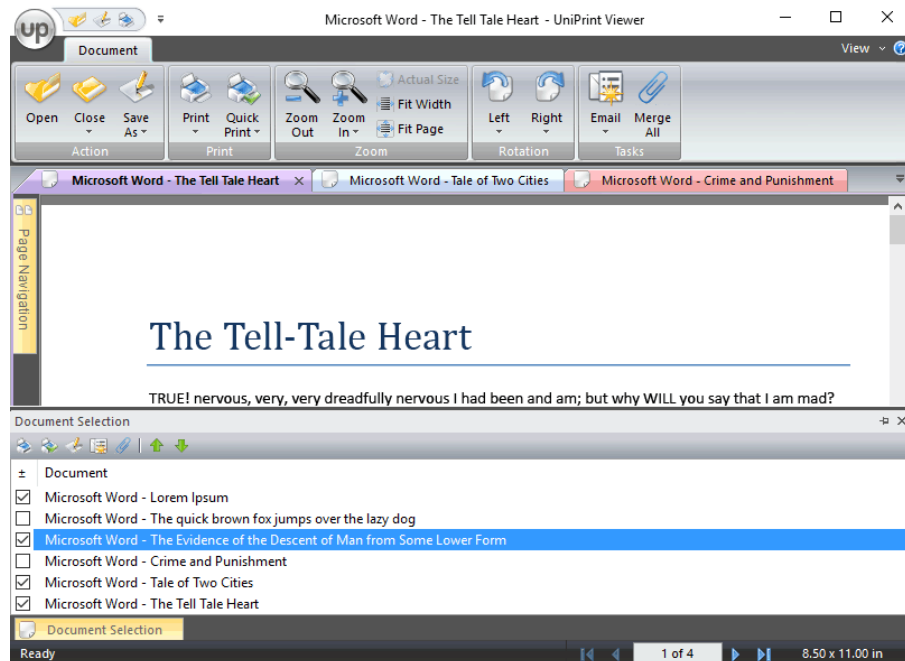 up
Microsoft Word - The Tell Tale Heart - UniPrint Viewer
Document
View
Open
Close
Save As
Print
Quick Print
Zoom Out
Zoom In
Actual Size
Fit Width
Fit Page
Left
Right
Email
Merge All
Action
Print
Zoom
Rotation
Tasks
Microsoft Word - The Tell Tale Heart
Microsoft Word - Tale of Two Cities
Microsoft Word - Crime and Punishment
Page Navigation
The Tell-Tale Heart
TRUE! nervous, very, very dreadfully nervous I had been and am; but why WILL you say that I am mad?
Document Selection
± Document
Microsoft Word - Lorem Ipsum
Microsoft Word - The quick brown fox jumps over the lazy dog
Microsoft Word - The Evidence of the Descent of Man from Some Lower Form
Microsoft Word - Crime and Punishment
Microsoft Word - Tale of Two Cities
Microsoft Word - The Tell Tale Heart
Document Selection
Ready
1 of 4
8.50 x 11.00 in